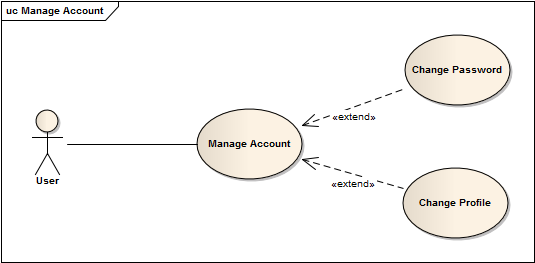 uc Manage Account
Change Password
«extend»
Manage Account
User
«extend»
Change Profile